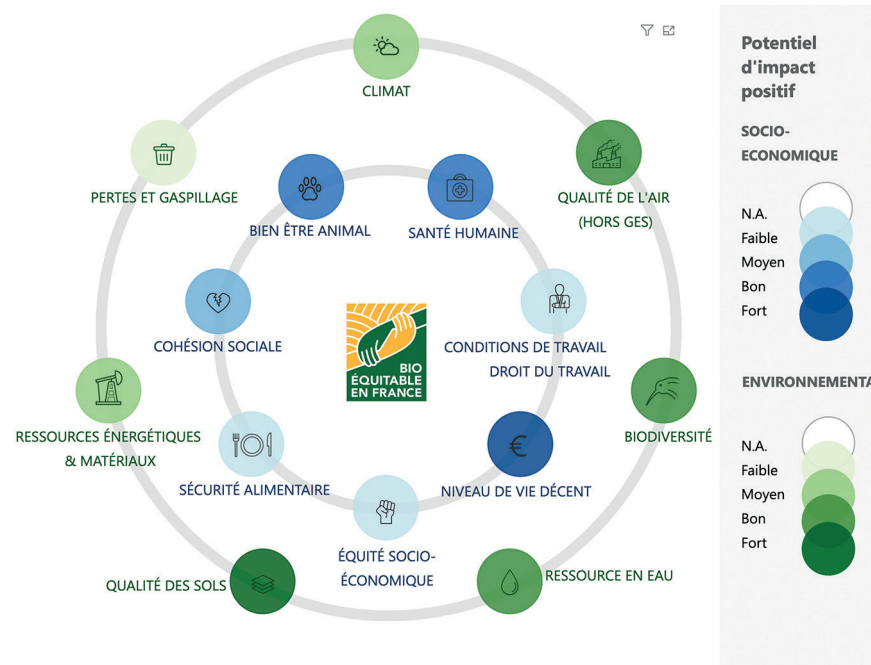 CLIMAT
PERTES ET GASPILLAGE
QUALITÉ DE L'AIR
(HORS GES)
BIEN ÊTRE ANIMAL
SANTÉ HUMAINE
COHÉSION SOCIALE
CONDITIONS DE TRAVAIL
DROIT DU TRAVAIL
BIO
ÉQUITABLE
EN FRANCE
RESSOURCES ÉNERGÉTIQUES
& MATÉRIAUX
BIODIVERSITÉ
SÉCURITÉ ALIMENTAIRE
€
NIVEAU DE VIE DÉCENT
ÉQUITÉ SOCIO-
ÉCONOMIQUE
QUALITÉ DES SOLS
RESSOURCE EN EAU
Potentiel
d'impact
positif
SOCIO-
ECONOMIQUE
N.A.
Faible
Moyen
Bon
Fort
ENVIRONNEMENTA
N.A.
Faible
Moyen
Bon
Fort